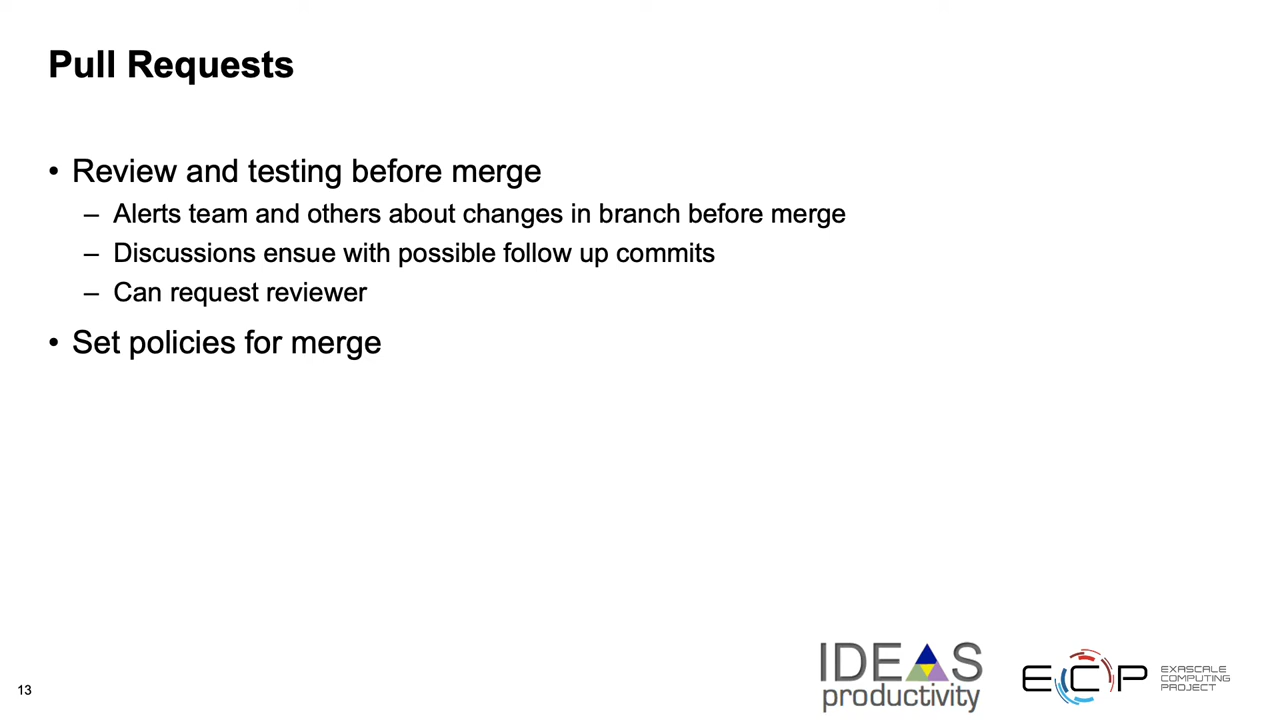 Pull Requests
• Review and testing before merge
– Alerts team and others about changes in branch before merge
– Discussions ensue with possible follow up commits
– Can request reviewer
• Set policies for merge
13
IDEAS
productivity
ECP
EXASCALE
COMPUTING
PROJECT